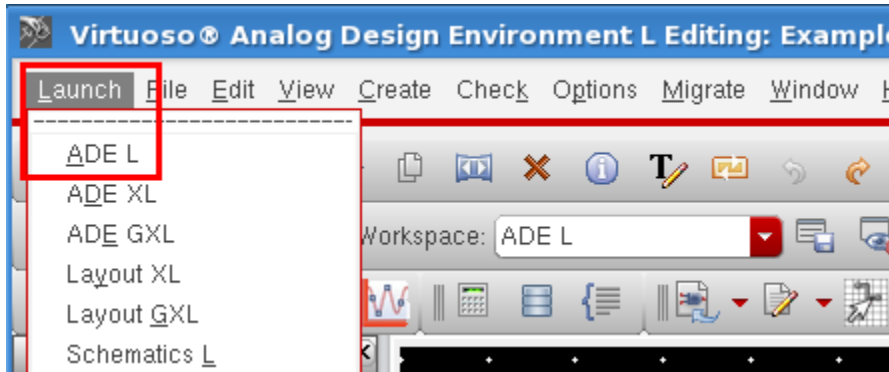 Virtuoso® Analog Design Environment L Editing: Example
Launch File Edit View Create Check Options Migrate Window H
ADE L
ADE XL
ADE GXL
Workspace: ADE L
Layout XL
Layout GXL
Schematics L